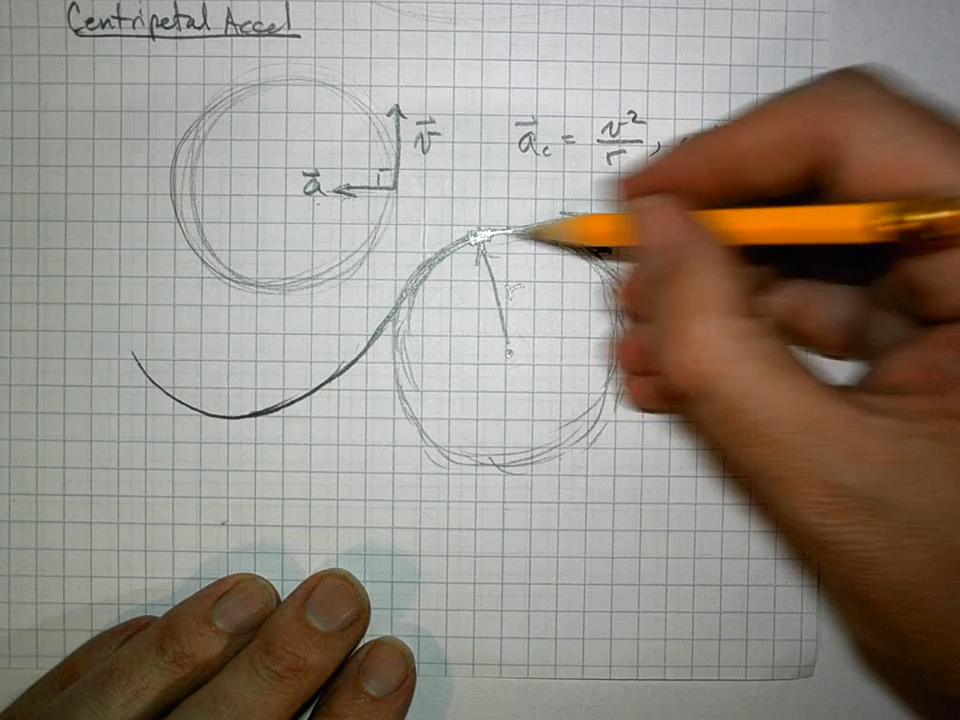 Centripetal Accel
v⃗
a⃗c = v²/r ,
a⃗
r